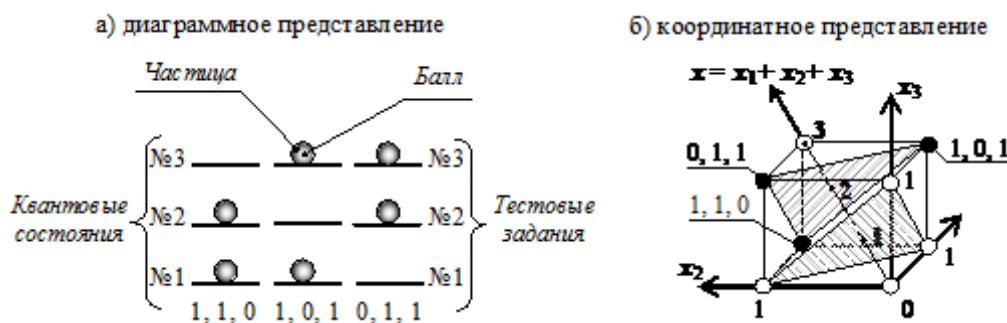 а) диаграммное представление
Частица
Балл
№3
№3
Квантовые
состояния
№2
№2
Тестовые
задания
№1
№1
1, 1, 0
1, 0, 1
0, 1, 1
б) координатное представление
x = x1 + x2 + x3
x3
3
0, 1, 1
1, 0, 1
1
2
1, 1, 0
1
x2
1
0